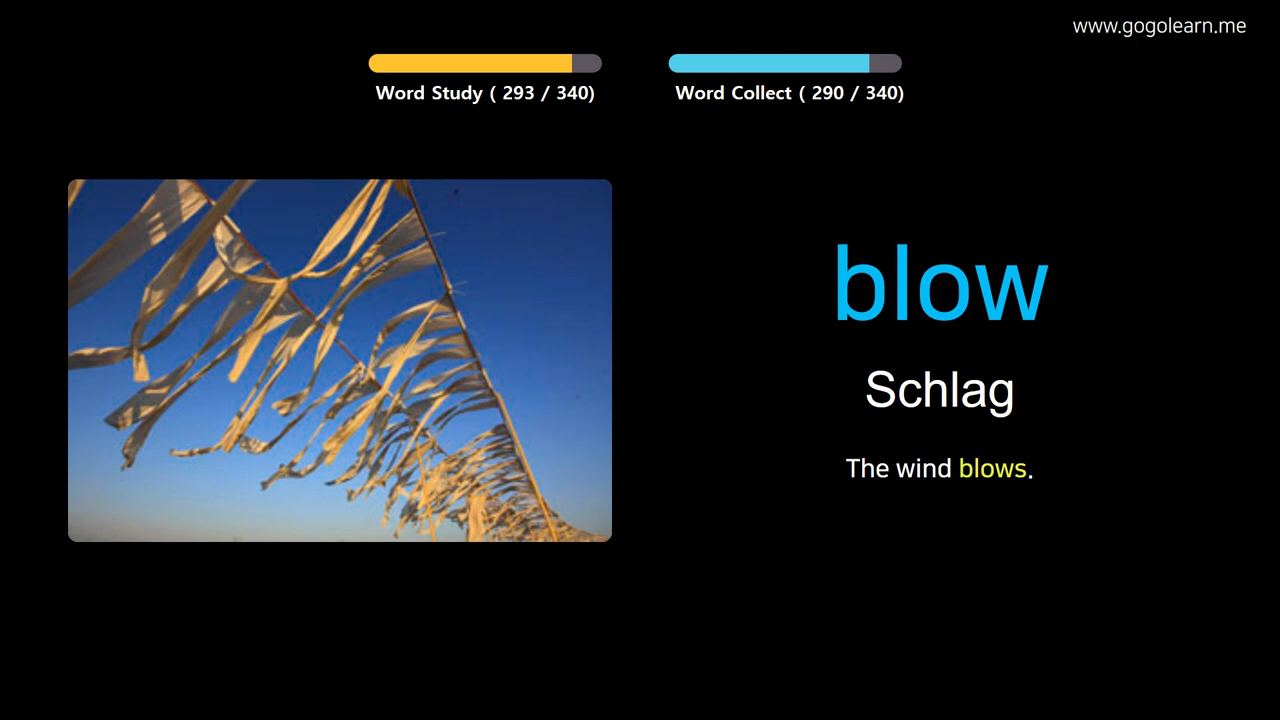 www.gogolearn.me
Word Study ( 293 / 340)
Word Collect ( 290 / 340)
blow
Schlag
The wind blows.